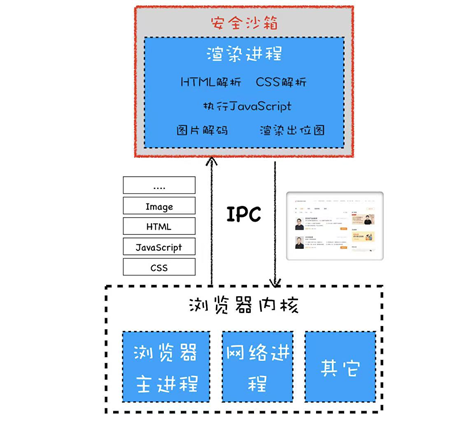 安全沙箱
渲染进程
HTML解析 CSS解析
执行JavaScript
图片解码 渲染出位图
....
Image
HTML
JavaScript
CSS
IPC
浏览器内核
浏览器
主进程
网络进
程
其它